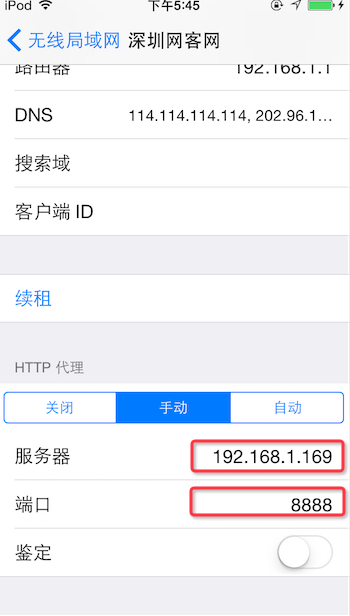 iPod 下午5:45
无线局域网 深圳网客网
路由器 192.168.1.1
DNS 114.114.114.114, 202.96.1...
搜索域
客户端 ID
续租
HTTP 代理
关闭 手动 自动
服务器 192.168.1.169
端口 8888
鉴定